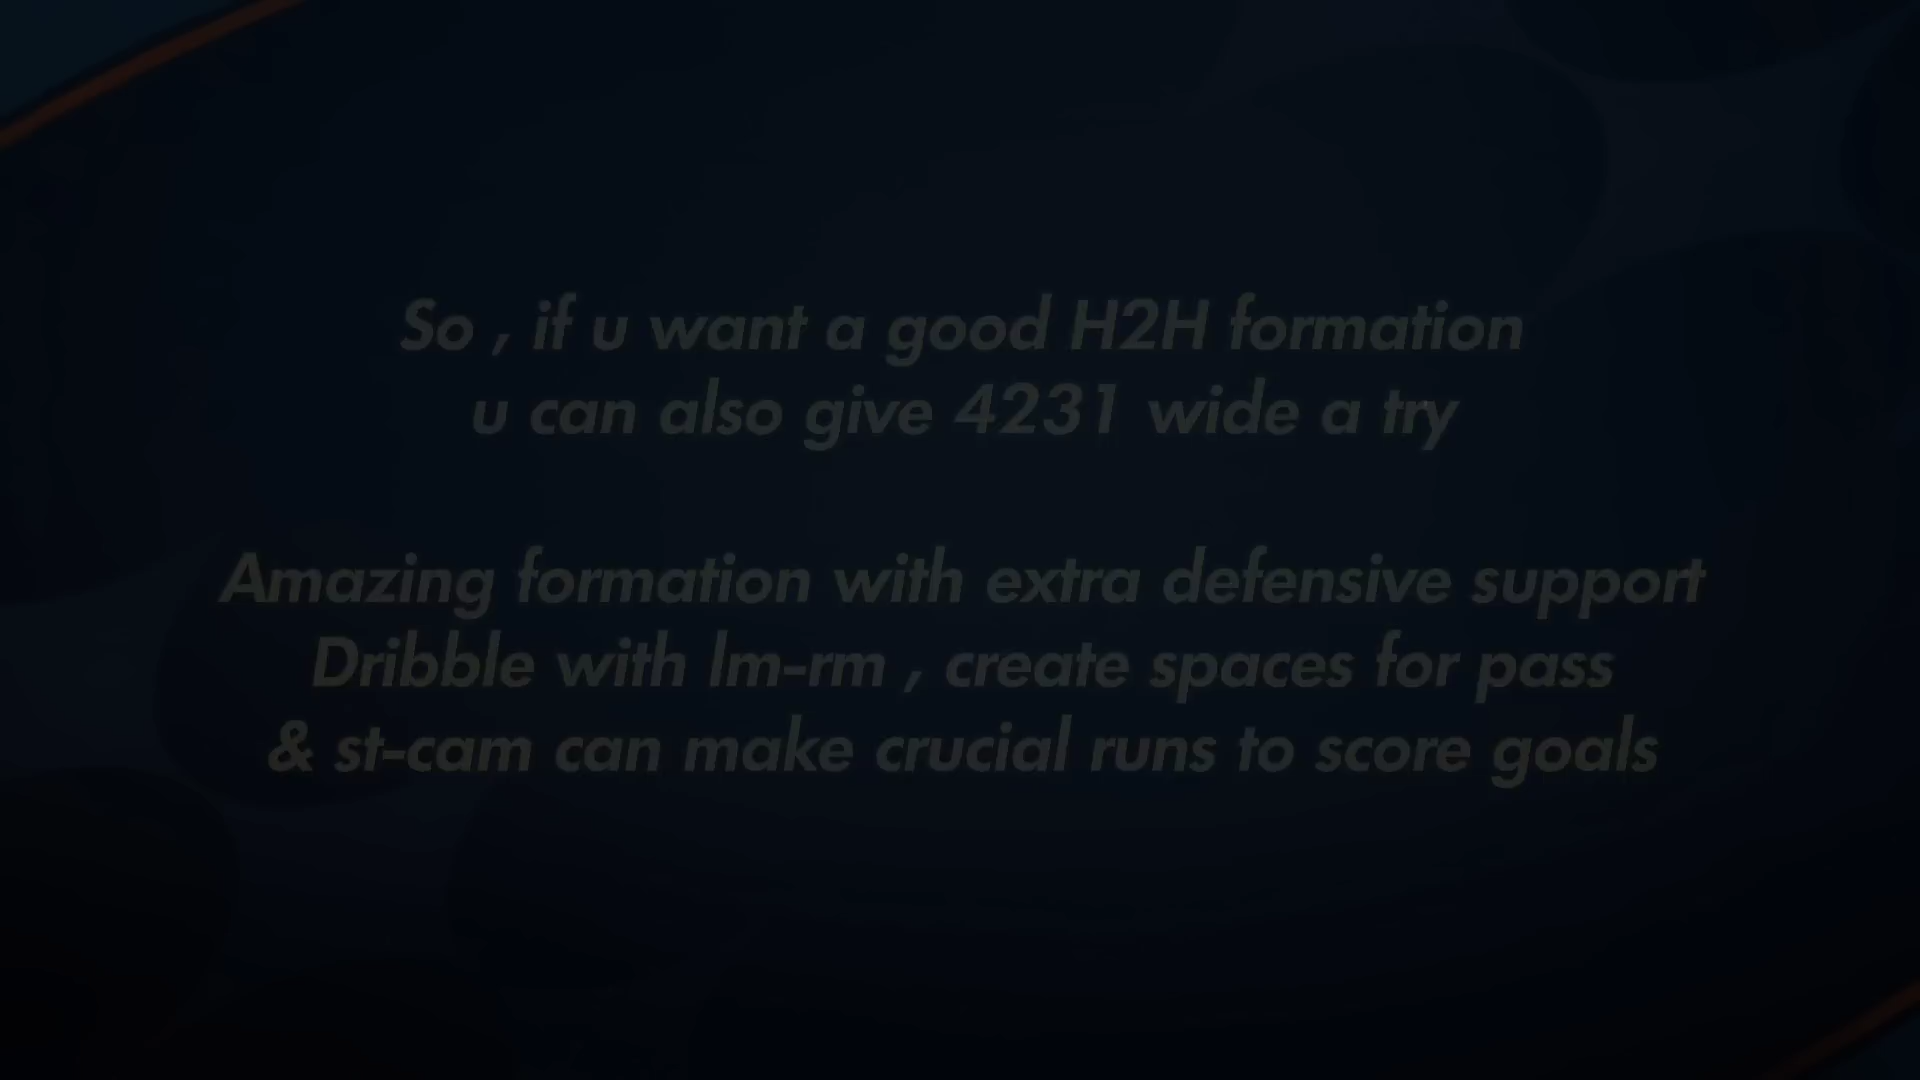 So , if u want a good H2H formation
u can also give 4231 wide a try
Amazing formation with extra defensive support
Dribble with lm-rm , create spaces for pass
& st-cam can make crucial runs to score goals